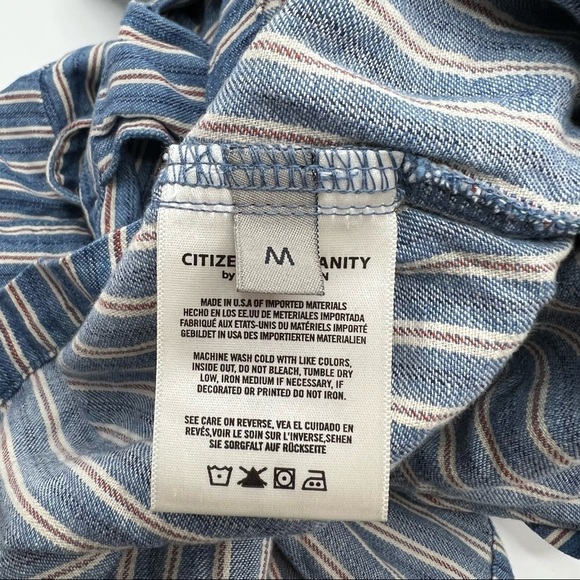 M
CITIZE ANITY
by N
MADE IN U.S.A OF IMPORTED MATERIALS
HECHO EN LOS EE.UU DE METERIALES IMPORTADA
FABRIQUÉ AUX ETATS-UNIS DU MATÉRIELS IMPORTÉ
GEBILDET IN USA DES IMPORTIERTEN MATERIALIEN
MACHINE WASH COLD WITH LIKE COLORS,
INSIDE OUT, DO NOT BLEACH, TUMBLE DRY
LOW, IRON MEDIUM IF NECESSARY, IF
DECORATED OR PRINTED DO NOT IRON.
SEE CARE ON REVERSE, VEA EL CUIDADO EN
REVÉS,VOIR LE SOIN SUR L'INVERSE,SEHEN
SIE SORGFALT AUF RÜCKSEITE